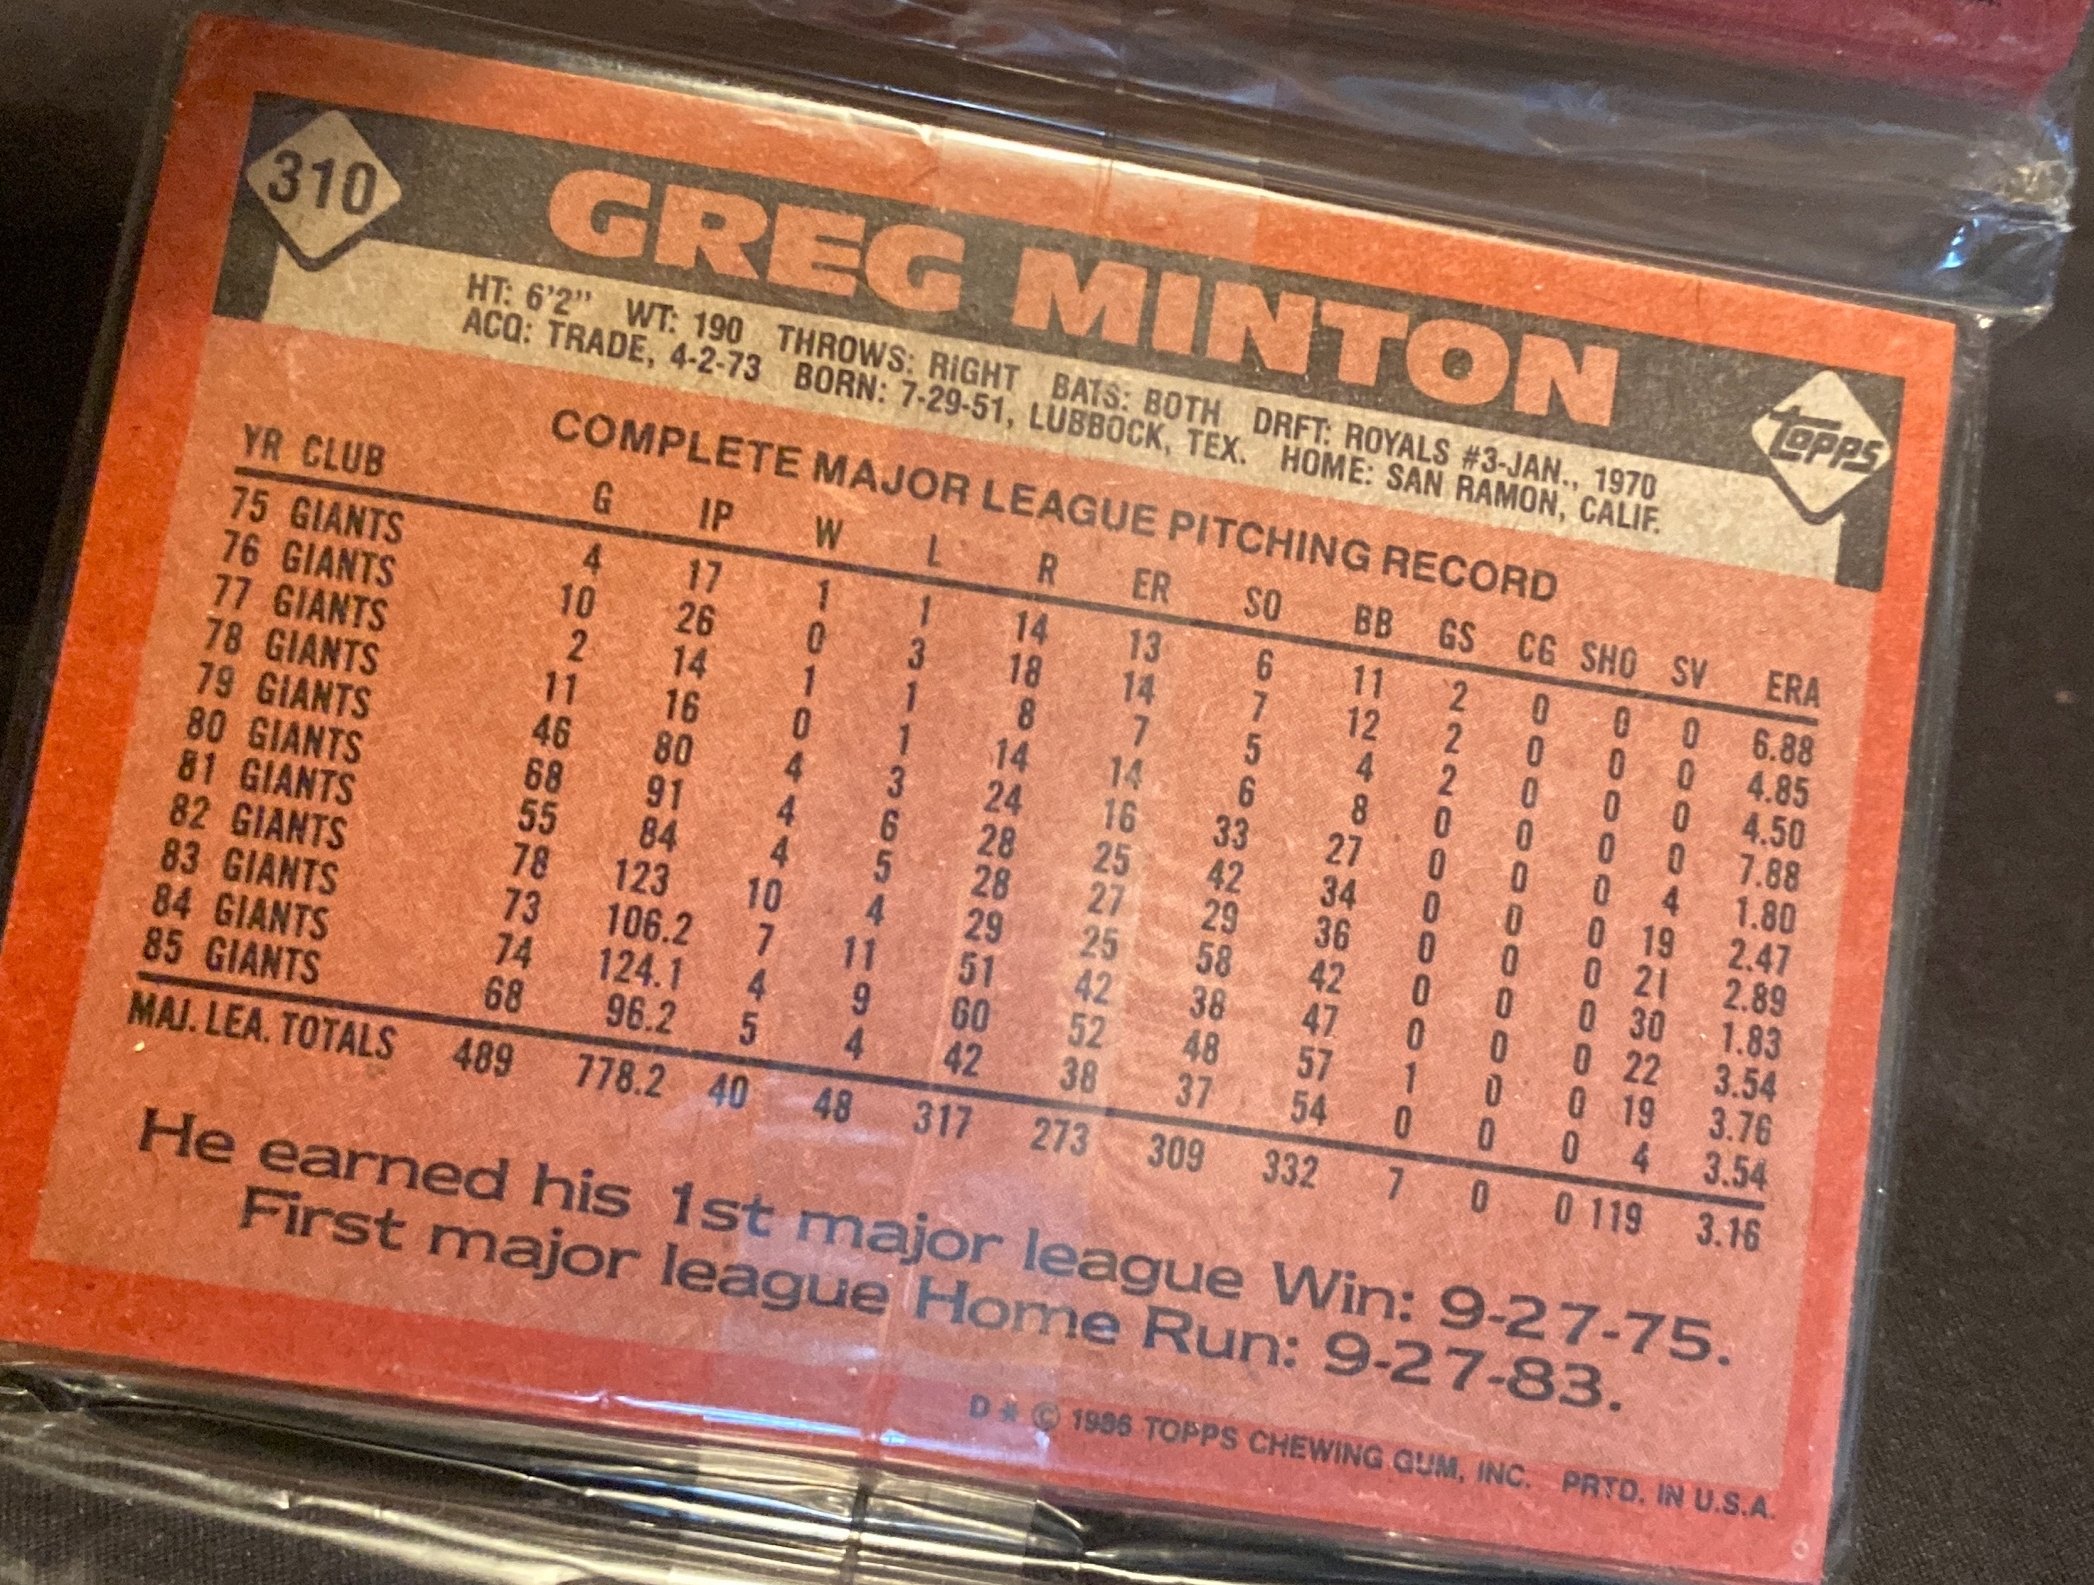 310
GREG MINTON
topps
HT: 6'2" WT: 190 THROWS: RIGHT BATS: BOTH DRFT: ROYALS #3-JAN., 1970
ACQ: TRADE, 4-2-73 BORN: 7-29-51, LUBBOCK, TEX. HOME: SAN RAMON, CALIF.
COMPLETE MAJOR LEAGUE PITCHING RECORD
YR CLUB G IP W L R ER SO BB GS CG SHO SV ERA
75 GIANTS 4 17 1 1 14 13 6 11 2 0 0 0 6.88
76 GIANTS 10 26 0 3 18 14 7 12 2 0 0 0 4.85
77 GIANTS 2 14 1 1 8 7 5 4 2 0 0 0 4.50
78 GIANTS 11 16 0 1 14 14 6 8 0 0 0 0 7.88
79 GIANTS 46 80 4 3 24 16 33 27 0 0 0 4 1.80
80 GIANTS 68 91 4 6 28 25 42 34 0 0 0 19 2.47
81 GIANTS 55 84 4 5 28 27 29 36 0 0 0 21 2.89
82 GIANTS 78 123 10 4 29 25 58 42 0 0 0 30 1.83
83 GIANTS 73 106.2 7 11 51 42 38 47 0 0 0 22 3.54
84 GIANTS 74 124.1 4 9 60 52 48 57 1 0 0 19 3.76
85 GIANTS 68 96.2 5 4 42 38 37 54 0 0 0 4 3.54
MAJ. LEA. TOTALS 489 778.2 40 48 317 273 309 332 7 0 0 119 3.16
He earned his 1st major league Win: 9-27-75.
First major league Home Run: 9-27-83.
D * © 1986 TOPPS CHEWING GUM, INC. PRTD. IN U.S.A.